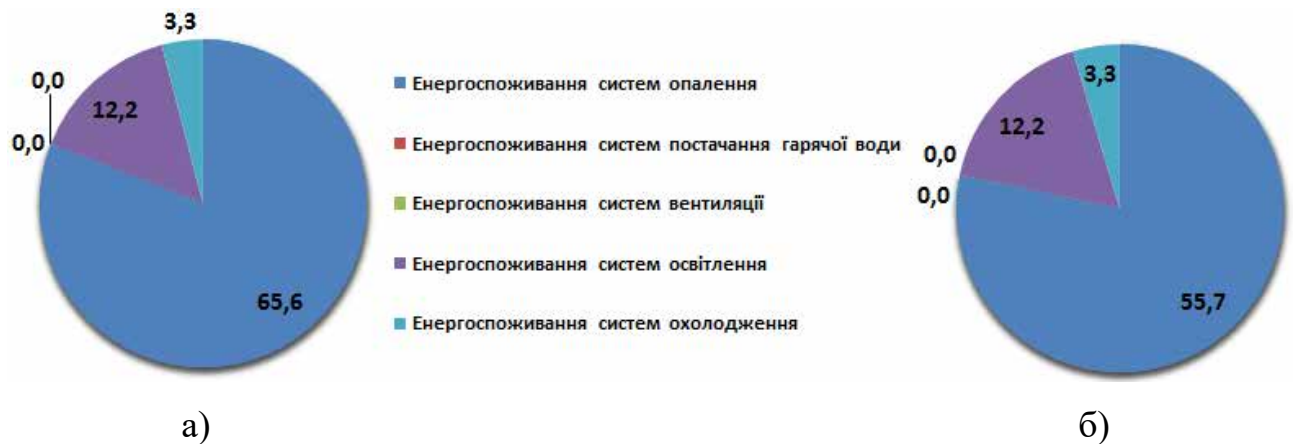 3,3
0,0
12,2
0,0
65,6
Енергоспоживання систем опалення
Енергоспоживання систем постачання гарячої води
Енергоспоживання систем вентиляції
Енергоспоживання систем освітлення
Енергоспоживання систем охолодження
3,3
12,2
0,0
0,0
55,7
а)
б)